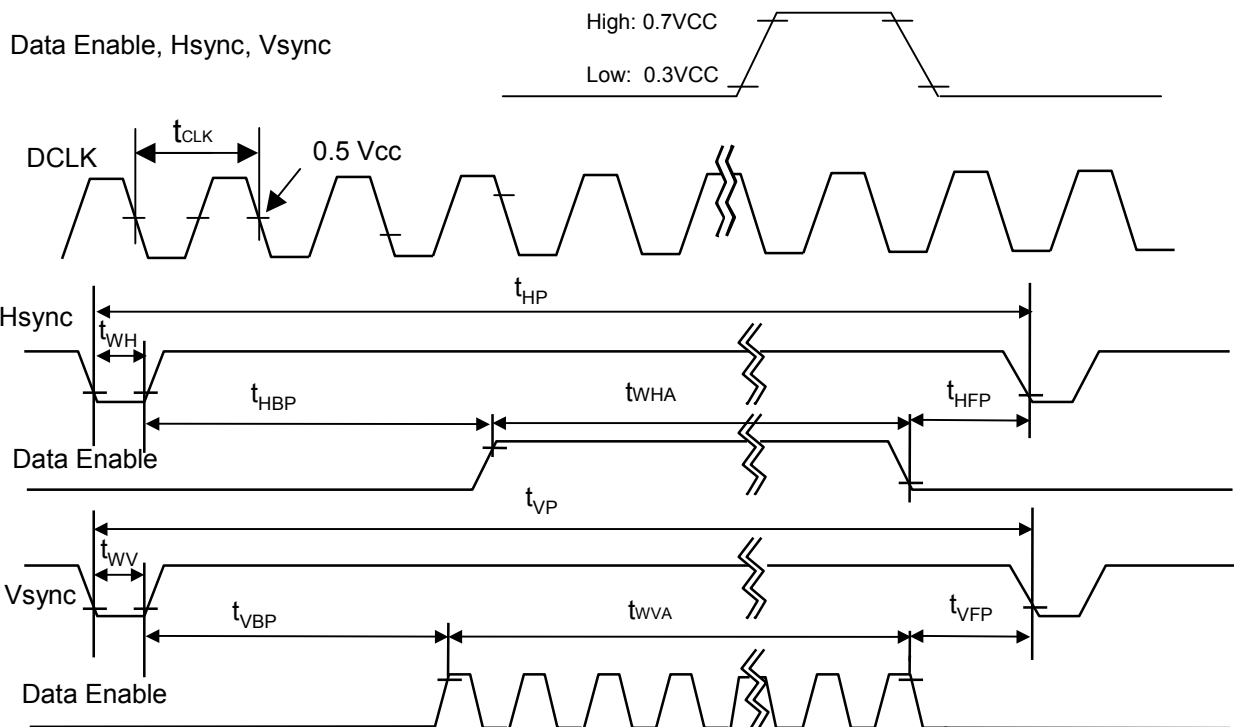 High: 0.7VCC
Data Enable, Hsync, Vsync
Low: 0.3VCC
tCLK
DCLK
0.5 Vcc
tHP
Hsync
tWH
tHBP
tWHA
tHFP
Data Enable
tVP
tWV
Vsync
tVBP
tWVA
tVFP
Data Enable